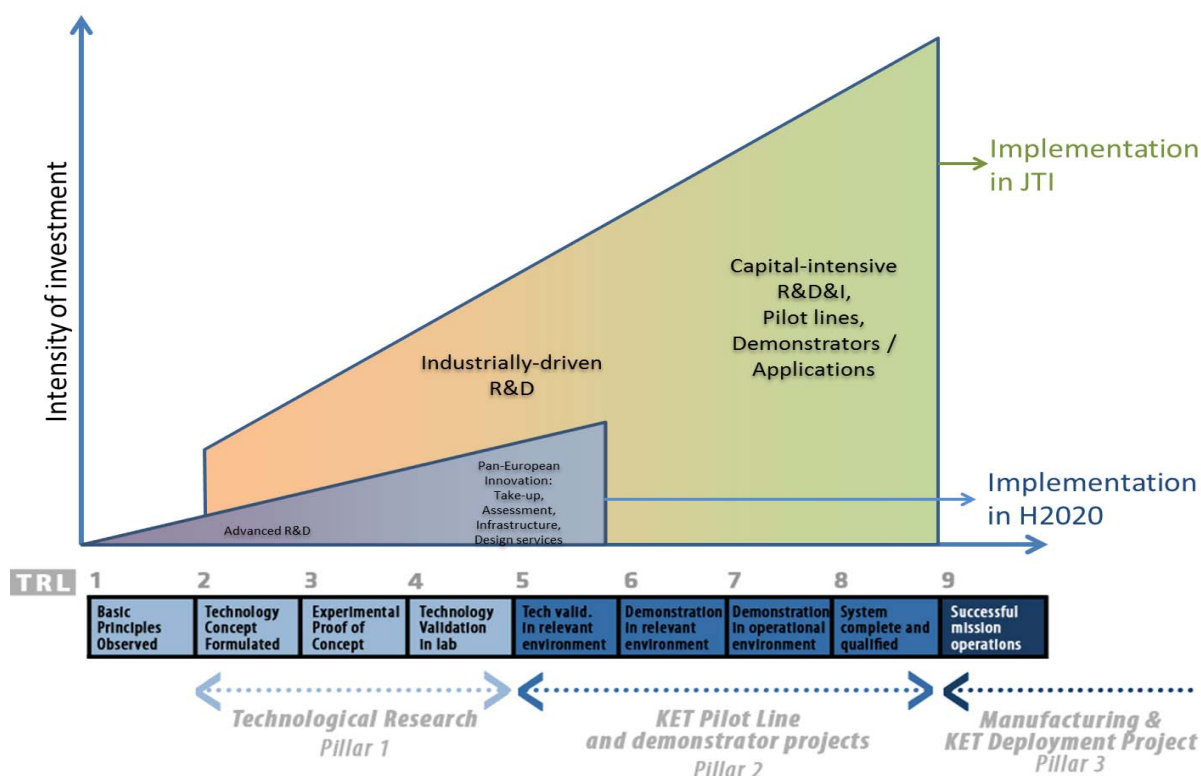 Intensity of investment
Implementation
in JTI
Capital-intensive
R&D&I,
Pilot lines,
Demonstrators /
Applications
Industrially-driven
R&D
Pan-European
Innovation:
Take-up,
Assessment,
Infrastructure,
Design services
Advanced R&D
Implementation
in H2020
TRL 1 2 3 4 5 6 7 8 9
Basic
Principles
Observed
Technology
Concept
Formulated
Experimental
Proof of
Concept
Technology
Validation
In lab
Tech valid.
in relevant
environment
Demonstration
in relevant
environment
Demonstration
in operational
environment
System
complete and
qualified
Successful
mission
operations
Technological Research
Pillar 1
KET Pilot Line
and demonstrator projects
Pillar 2
Manufacturing &
KET Deployment Project
Pillar 3